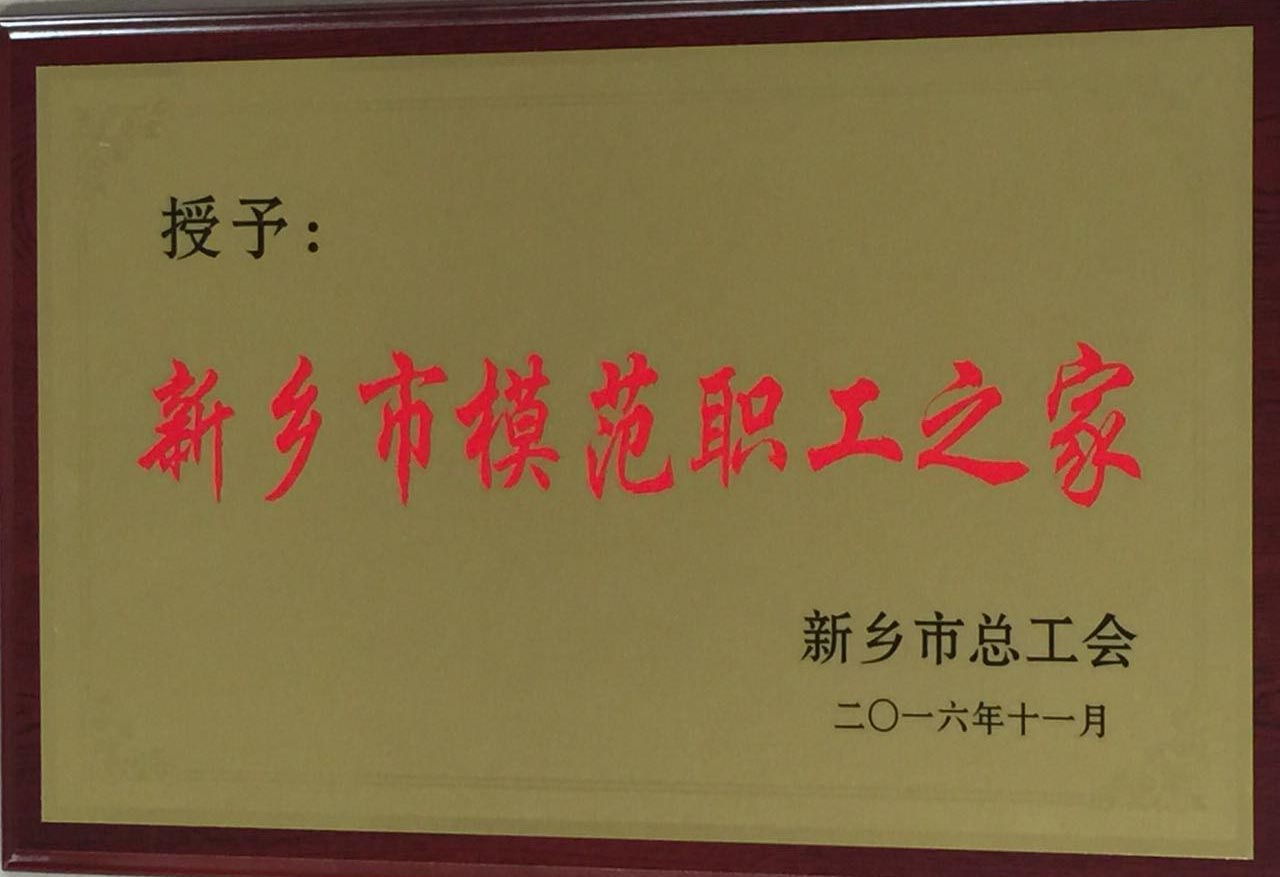 授予：
新乡市模范职工之家
新乡市总工会
二〇一六年十一月